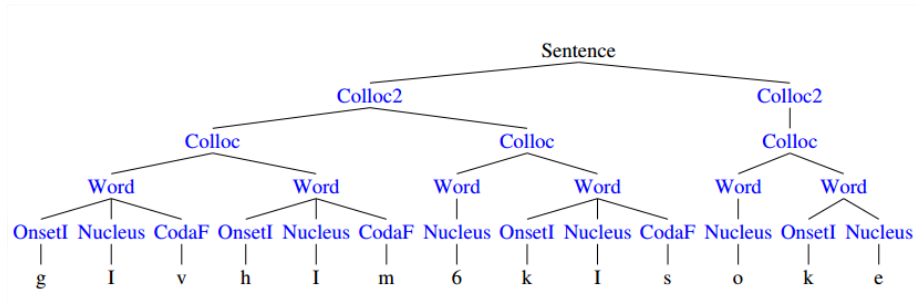 Sentence
Colloc2 Colloc2
Colloc Colloc Colloc
Word Word Word Word Word Word
OnsetI Nucleus CodaF OnsetI Nucleus CodaF Nucleus OnsetI Nucleus CodaF Nucleus OnsetI Nucleus
g I v h I m 6 k I s o k e